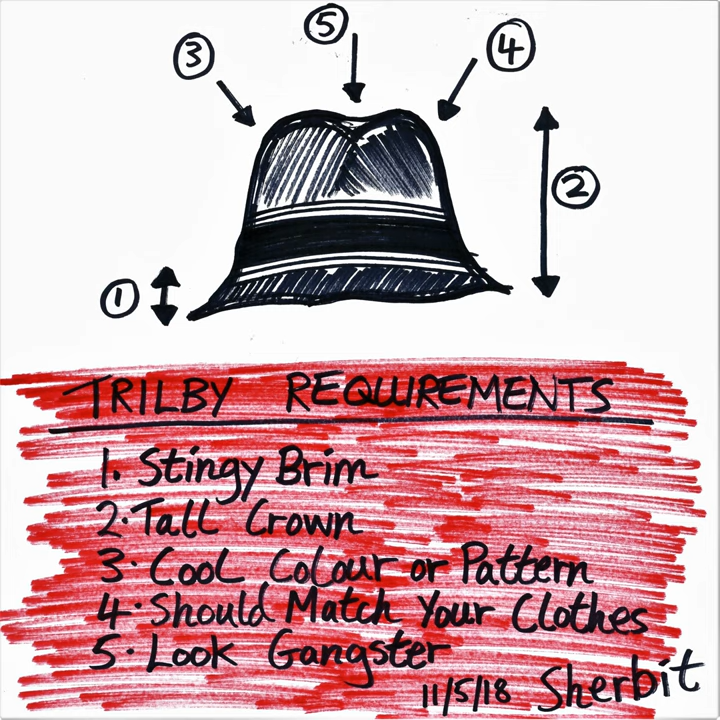 5
3
4
2
1
TRILBY REQUIREMENTS
1. Stingy Brim
2. Tall Crown
3. Cool Colour or Pattern
4. Should Match Your Clothes
5. Look Gangster
11/5/18 Sherbit